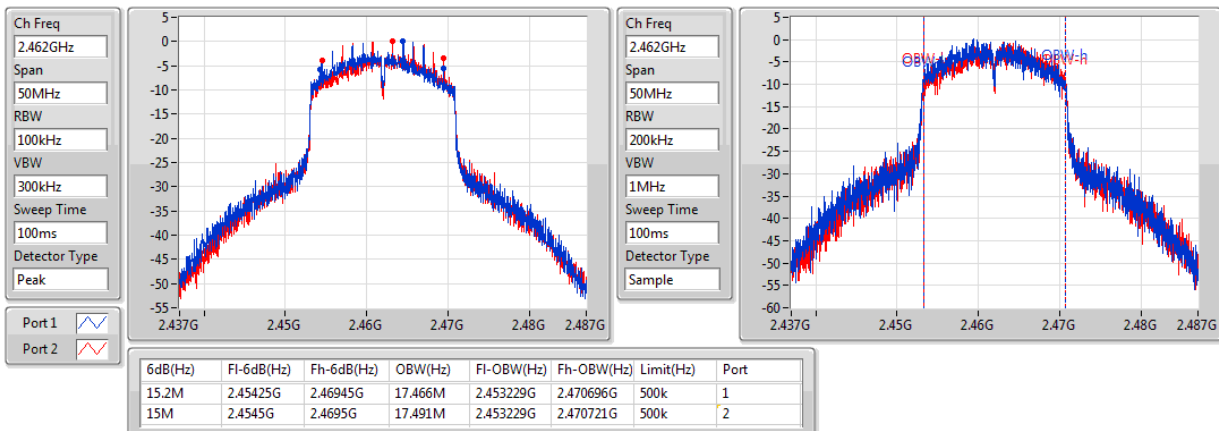 Ch Freq
2.462GHz
Span
50MHz
RBW
100kHz
VBW
300kHz
Sweep Time
100ms
Detector Type
Peak
Port 1
Port 2
5
0
-5
-10
-15
-20
-25
-30
-35
-40
-45
-50
-55
2.437G 2.45G 2.46G 2.47G 2.48G 2.487G
Ch Freq
2.462GHz
Span
50MHz
RBW
200kHz
VBW
1MHz
Sweep Time
100ms
Detector Type
Sample
5
0
-5
-10
-15
-20
-25
-30
-35
-40
-45
-50
-55
-60
OBW-h
2.437G 2.45G 2.46G 2.47G 2.48G 2.487G
6dB(Hz) Fl-6dB(Hz) Fh-6dB(Hz) OBW(Hz) Fl-OBW(Hz) Fh-OBW(Hz) Limit(Hz) Port
15.2M 2.45425G 2.46945G 17.466M 2.453229G 2.470696G 500k 1
15M 2.4545G 2.4695G 17.491M 2.453229G 2.470721G 500k 2